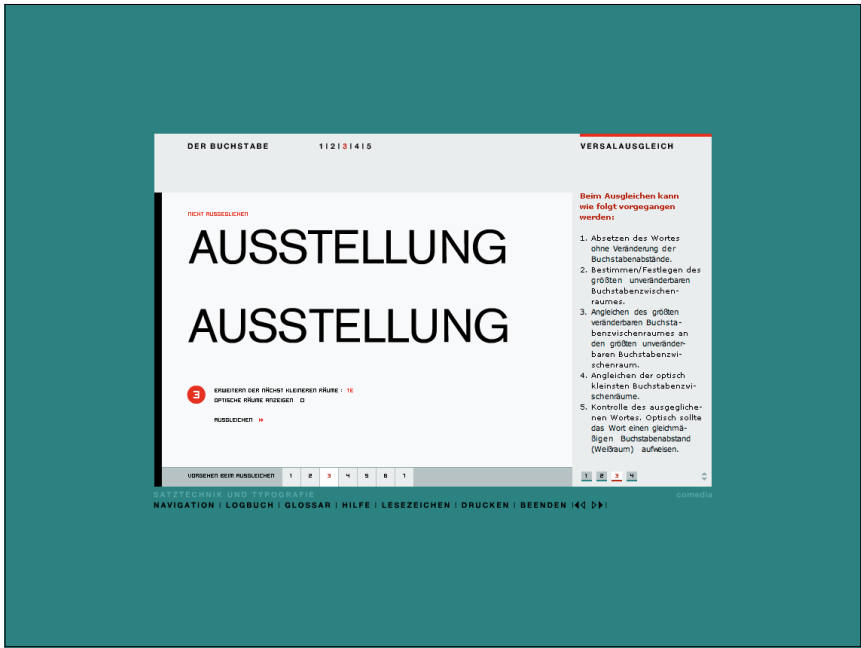 DER BUCHSTABE 1|2|3|4|5 VERSALAUSGLEICH
NICHT AUSGEGLICHEN
AUSSTELLUNG
AUSSTELLUNG
3 ERWEITERN DER NÄCHST KLEINEREN RÄUME : TE
OPTISCHE RÄUME ANZEIGEN
AUSGLEICHEN
VORGEHEN BEIM AUSGLEICHEN 1 2 3 4 5 6 7
Beim Ausgleichen kann
wie folgt vorgegangen
werden:
1. Absetzen des Wortes
ohne Veränderung der
Buchstabenabstände.
2. Bestimmen/Festlegen des
größten unveränderbaren
Buchstabenzwischen-
raumes.
3. Angleichen des größten
veränderbaren Buchsta-
benzwischenraumes an
den größten unveränder-
baren Buchstabenzwi-
schenraum.
4. Angleichen der optisch
kleinsten Buchstabenzwi-
schenräume.
5. Kontrolle des ausgegliche-
nen Wortes. Optisch sollte
das Wort einen gleichmä-
ßigen Buchstabenabstand
(Weißraum) aufweisen.
1 2 3 4
SATZTECHNIK UND TYPOGRAFIE comedia
NAVIGATION | LOGBUCH | GLOSSAR | HILFE | LESEZEICHEN | DRUCKEN | BEENDEN